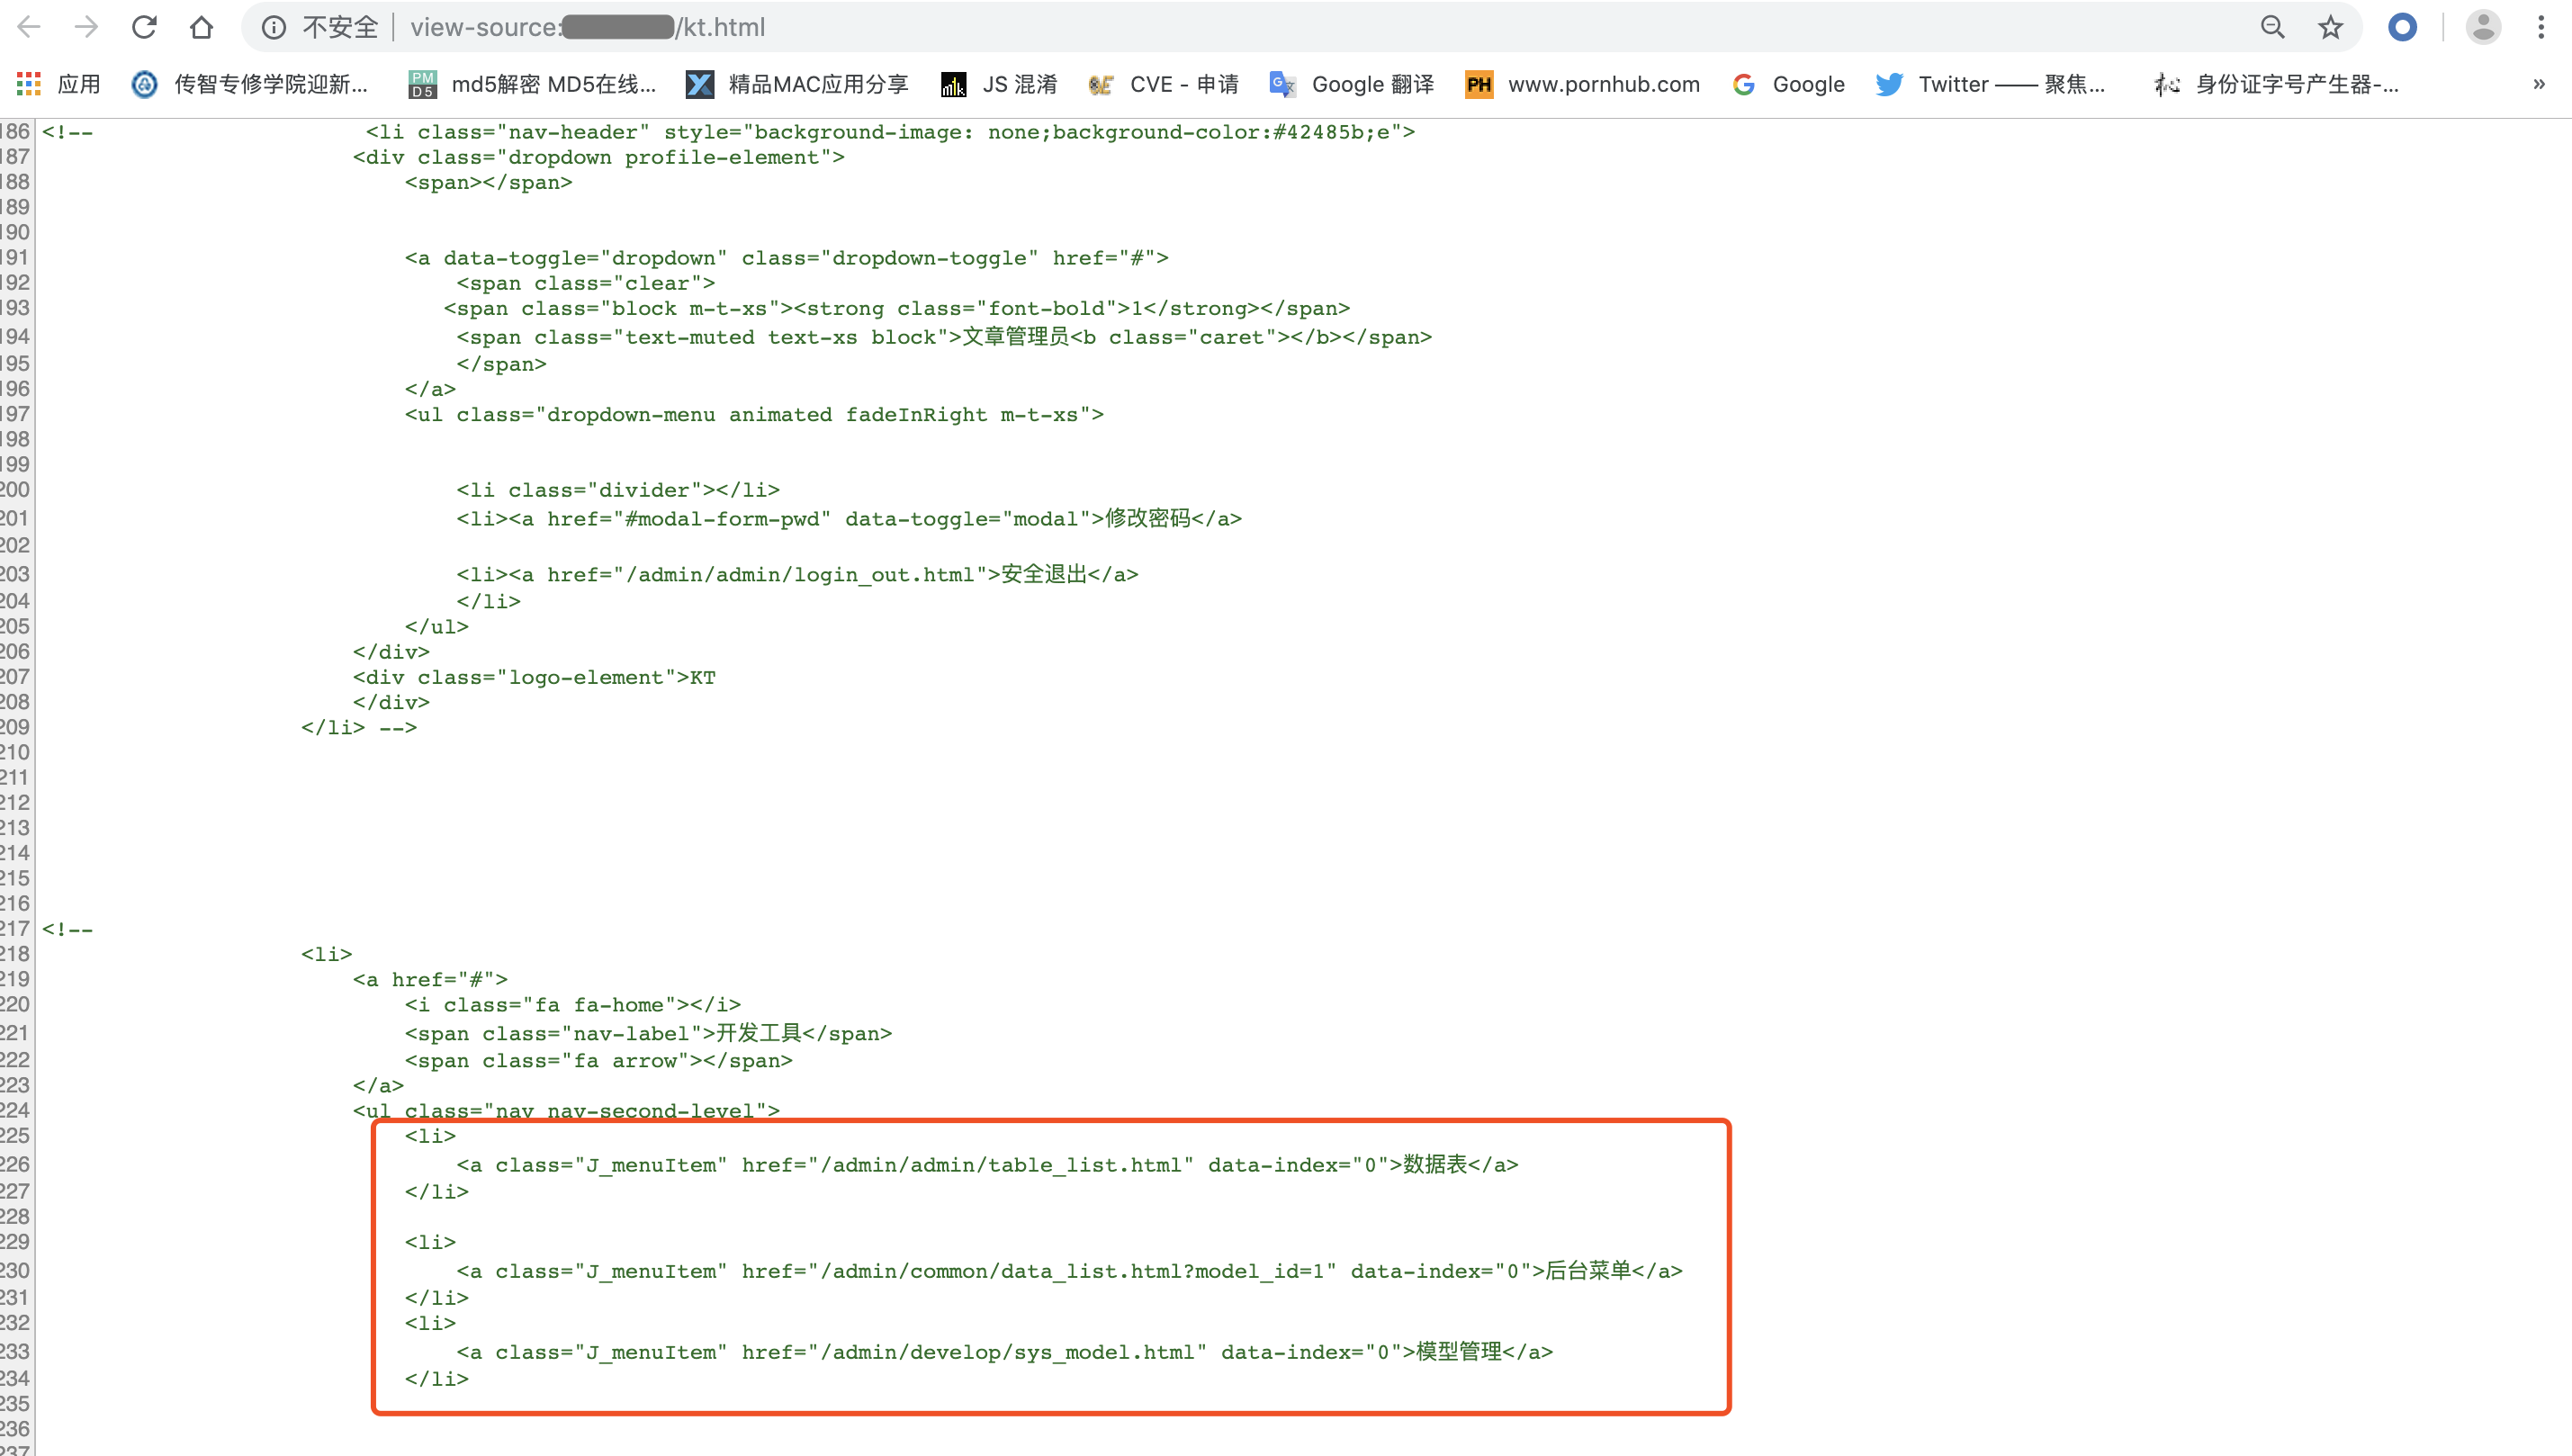 不安全 | view-source: /kt.html
应用 传智专修学院迎新... PM D5 md5解密 MD5在线... 精品MAC应用分享 JS 混淆 CVE - 申请 Google 翻译 PH www.pornhub.com Google Twitter —— 聚焦... 身份证字号产生器-... »
186 <!-- <li class="nav-header" style="background-image: none;background-color:#42485b;e">
187 <div class="dropdown profile-element">
188 <span></span>
189
190
191 <a data-toggle="dropdown" class="dropdown-toggle" href="#">
192 <span class="clear">
193 <span class="block m-t-xs"><strong class="font-bold">1</strong></span>
194 <span class="text-muted text-xs block">文章管理员<b class="caret"></b></span>
195 </span>
196 </a>
197 <ul class="dropdown-menu animated fadeInRight m-t-xs">
198
199
200 <li class="divider"></li>
201 <li><a href="#modal-form-pwd" data-toggle="modal">修改密码</a>
202
203 <li><a href="/admin/admin/login_out.html">安全退出</a>
204 </li>
205 </ul>
206 </div>
207 <div class="logo-element">KT
208 </div>
209 </li> -->
210
211
212
213
214
215
216
217 <!--
218 <li>
219 <a href="#">
220 <i class="fa fa-home"></i>
221 <span class="nav-label">开发工具</span>
222 <span class="fa arrow"></span>
223 </a>
224 <ul class="nav nav-second-level">
225 <li>
226 <a class="J_menuItem" href="/admin/admin/table_list.html" data-index="0">数据表</a>
227 </li>
228
229 <li>
230 <a class="J_menuItem" href="/admin/common/data_list.html?model_id=1" data-index="0">后台菜单</a>
231 </li>
232 <li>
233 <a class="J_menuItem" href="/admin/develop/sys_model.html" data-index="0">模型管理</a>
234 </li>
235
236
237